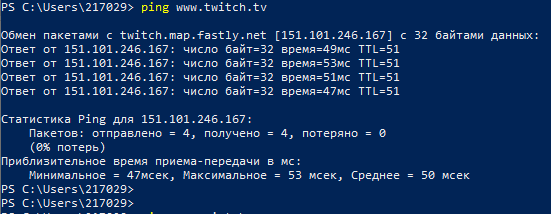 PS C:\Users\217029> ping www.twitch.tv
Обмен пакетами с twitch.map.fastly.net [151.101.246.167] с 32 байтами данных:
Ответ от 151.101.246.167: число байт=32 время=49мс TTL=51
Ответ от 151.101.246.167: число байт=32 время=53мс TTL=51
Ответ от 151.101.246.167: число байт=32 время=51мс TTL=51
Ответ от 151.101.246.167: число байт=32 время=47мс TTL=51
Статистика Ping для 151.101.246.167:
Пакетов: отправлено = 4, получено = 4, потеряно = 0
(0% потерь)
Приблизительное время приема-передачи в мс:
Минимальное = 47мсек, Максимальное = 53 мсек, Среднее = 50 мсек
PS C:\Users\217029>
PS C:\Users\217029>